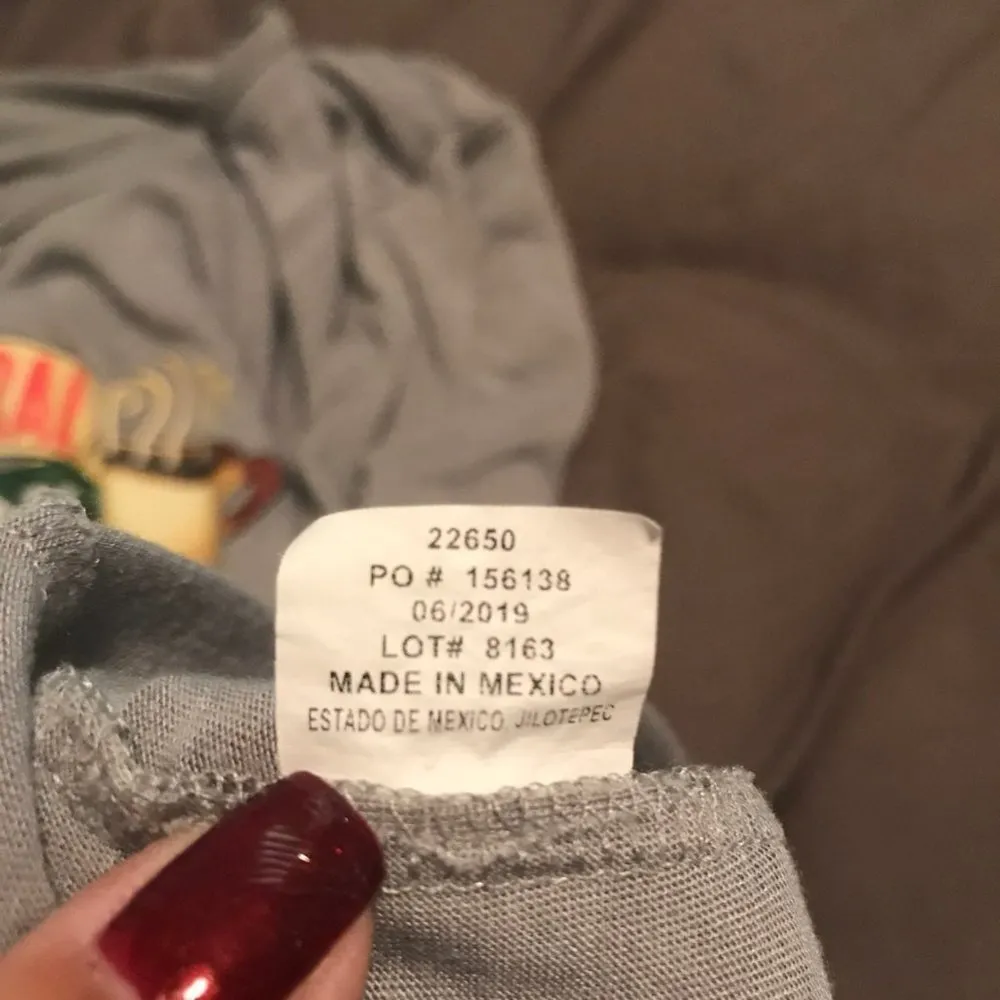 22650
PO # 156138
06/2019
LOT# 8163
MADE IN MEXICO
ESTADO DE MEXICO, JILOTEPEC